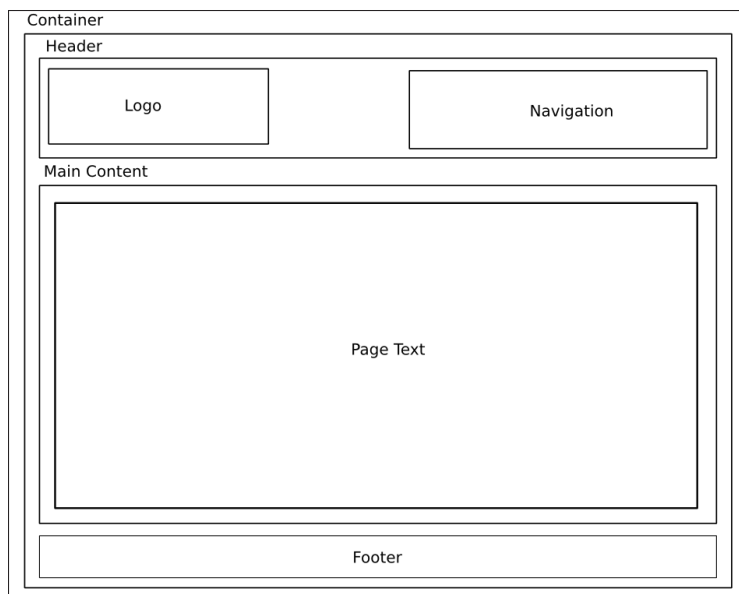 Container
Header
Logo
Navigation
Main Content
Page Text
Footer